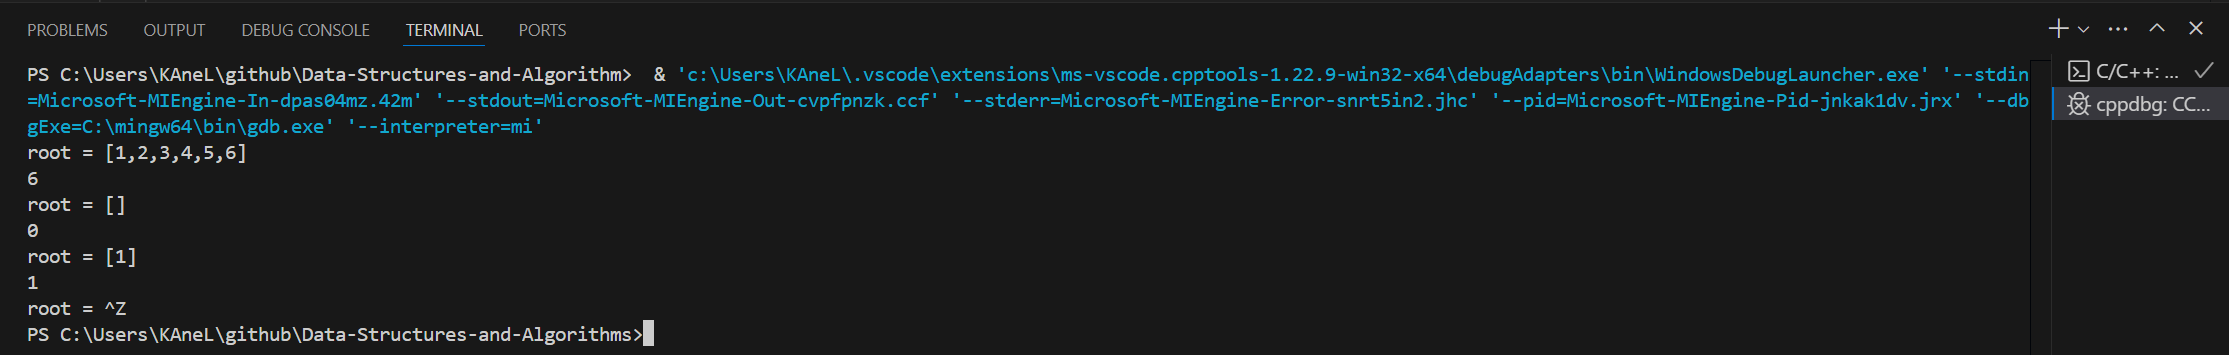 PROBLEMS OUTPUT DEBUG CONSOLE TERMINAL PORTS
PS C:\Users\KAneL\github\Data-Structures-and-Algorithm>  & 'c:\Users\KAneL\.vscode\extensions\ms-vscode.cpptools-1.22.9-win32-x64\debugAdapters\bin\WindowsDebugLauncher.exe' '--stdin
=Microsoft-MIEngine-In-dpas04mz.42m' '--stdout=Microsoft-MIEngine-Out-cvpfpnzk.ccf' '--stderr=Microsoft-MIEngine-Error-snrt5in2.jhc' '--pid=Microsoft-MIEngine-Pid-jnkak1dv.jrx' '--db
gExe=C:\mingw64\bin\gdb.exe' '--interpreter=mi'
root = [1,2,3,4,5,6]
6
root = []
0
root = [1]
1
root = ^Z
PS C:\Users\KAneL\github\Data-Structures-and-Algorithms>
C/C++: ...
cppdbg: CC...